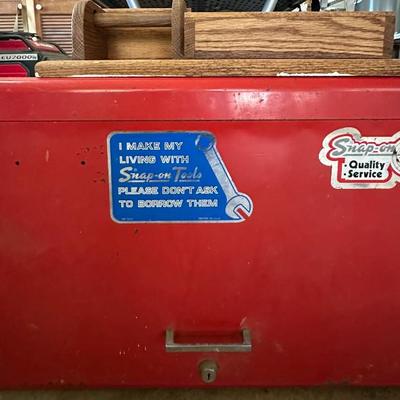 EU2000i
I MAKE MY
LIVING WITH
Snap-on Tools
PLEASE DON'T ASK
TO BORROW THEM
Snap-on
Quality
Service